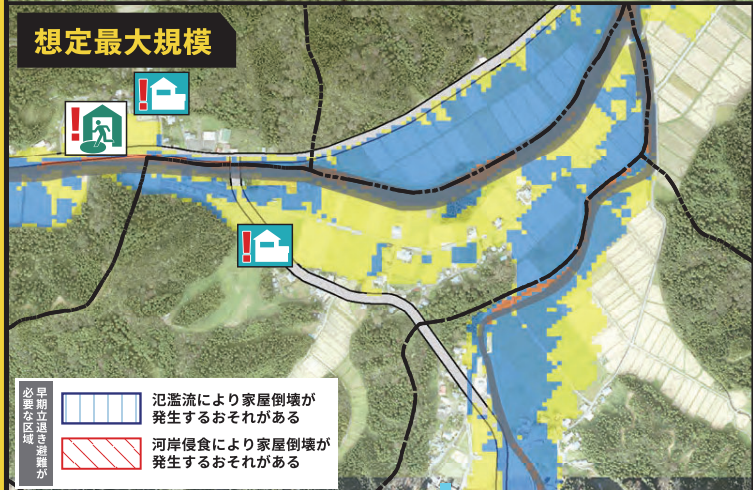 想定最大規模
早期立退き避難が
必要な区域
氾濫流により家屋倒壊が
発生するおそれがある
河岸侵食により家屋倒壊が
発生するおそれがある